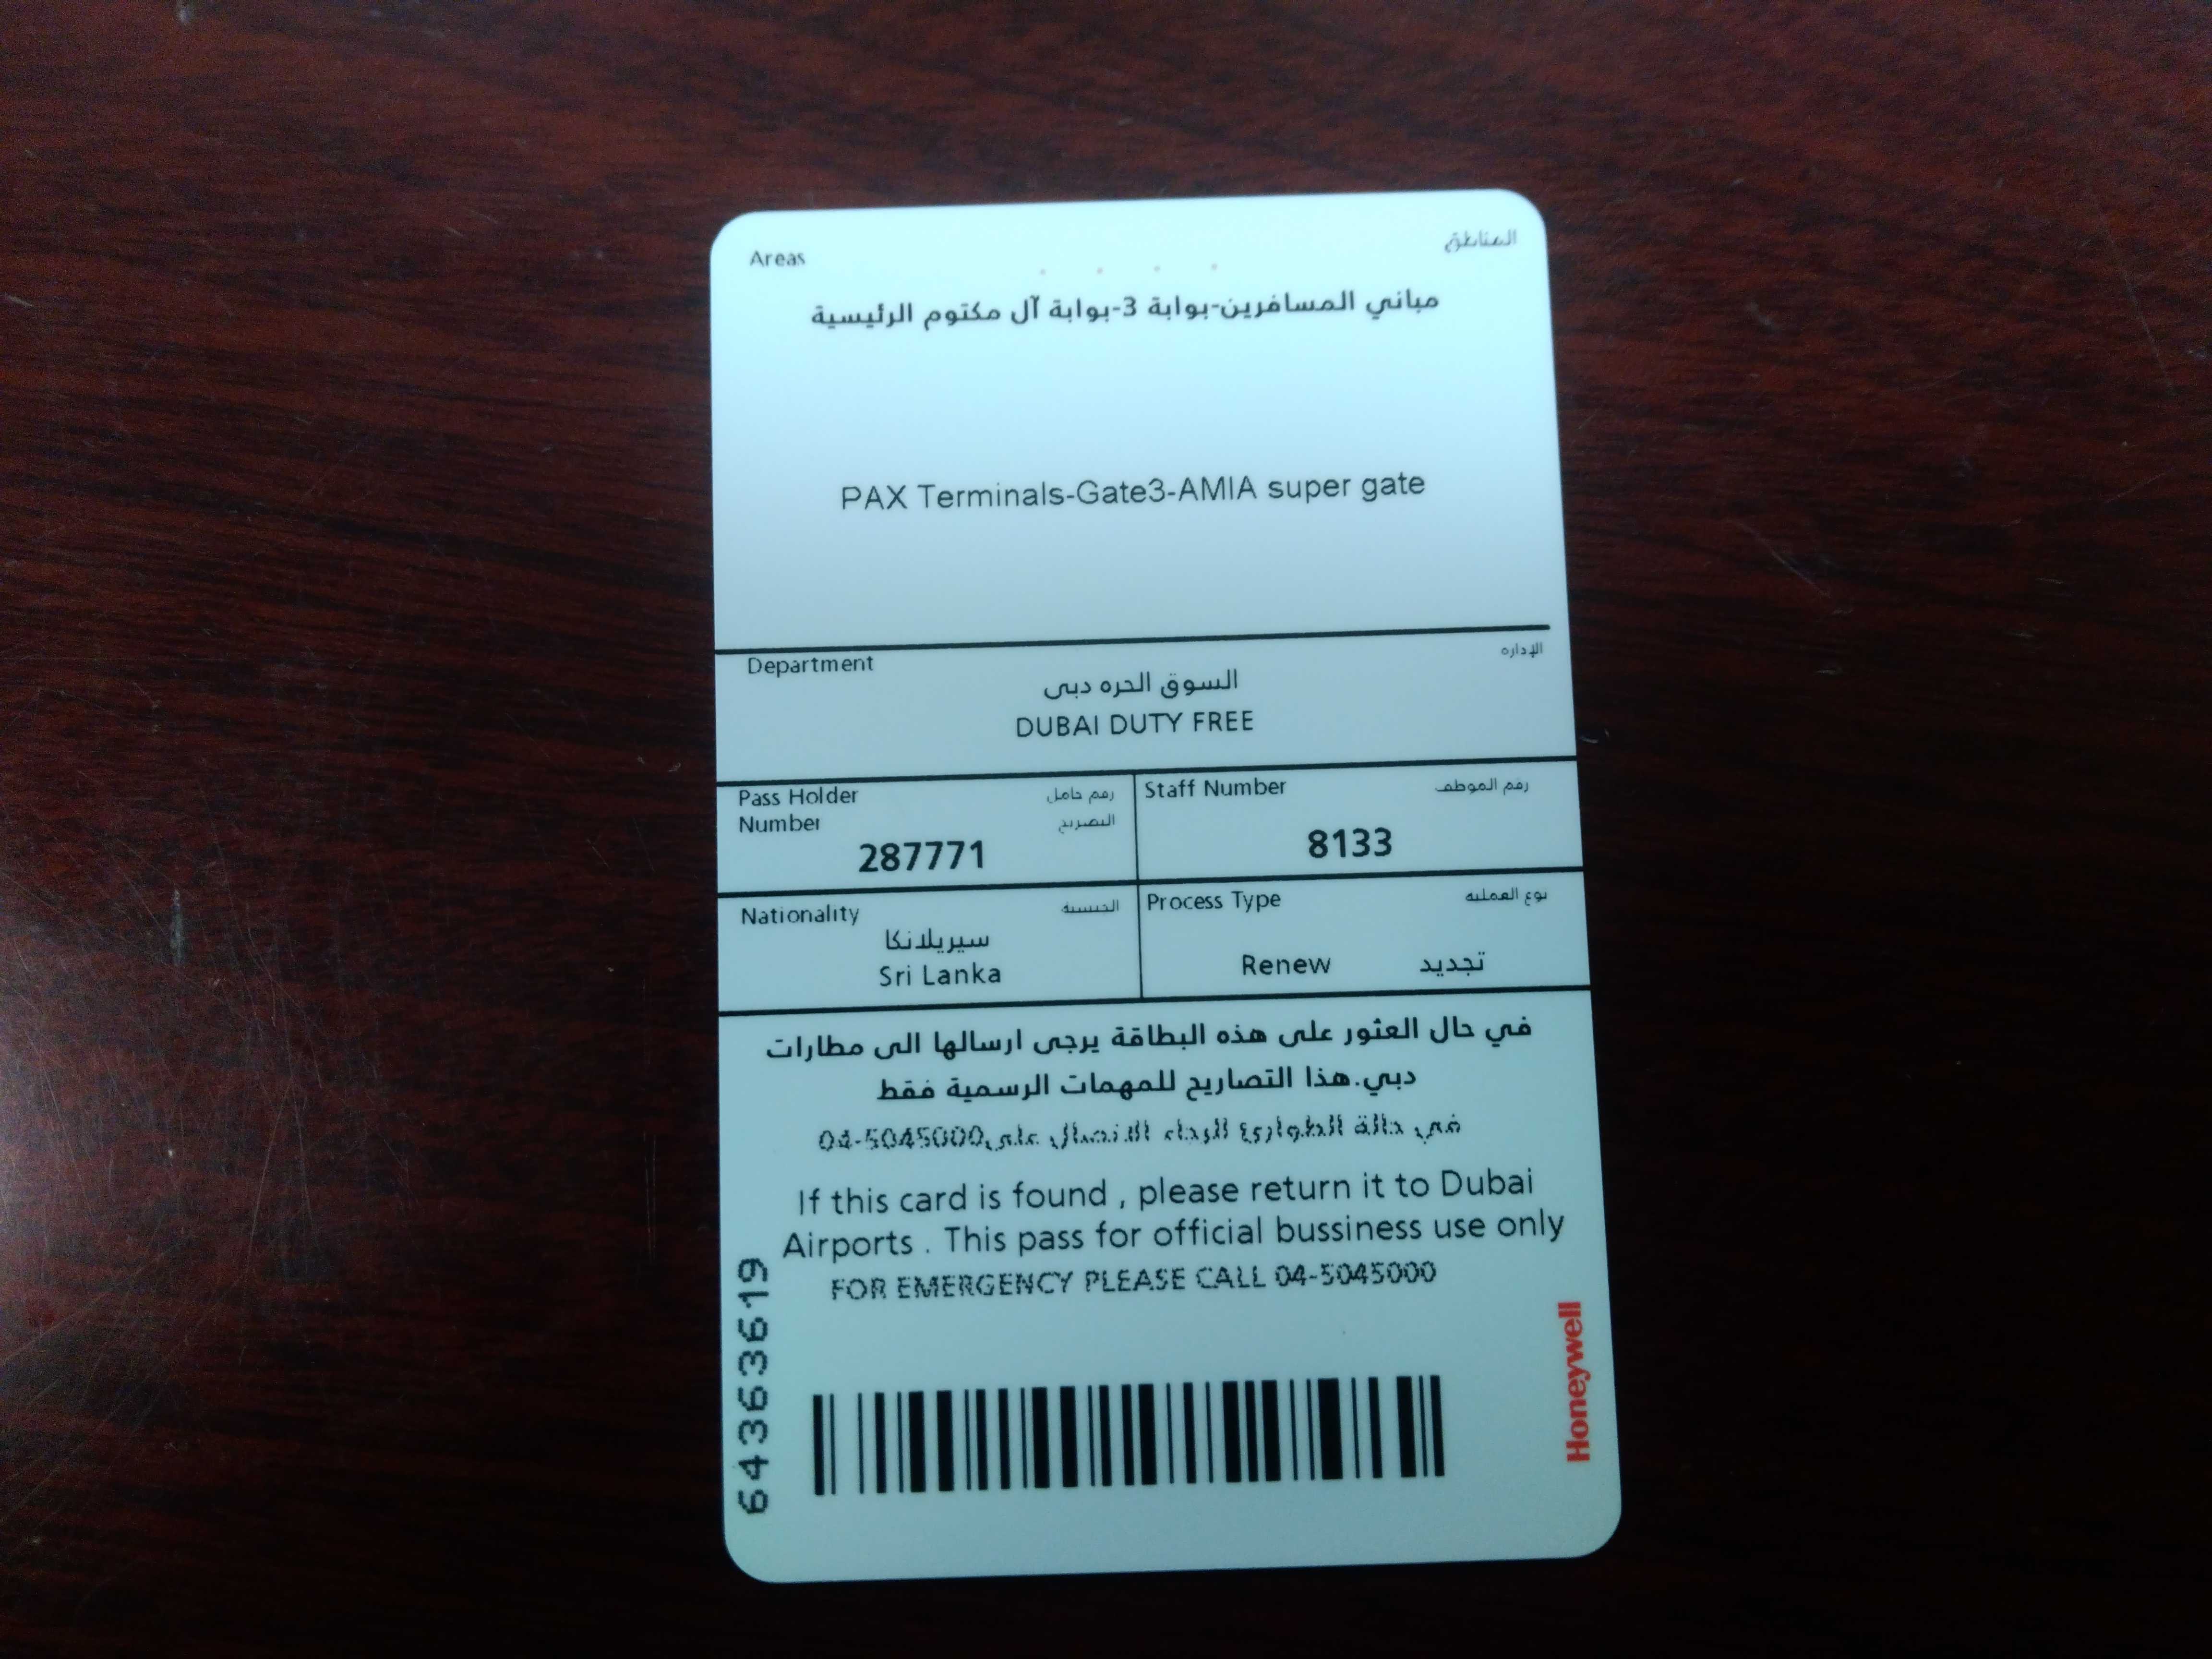 Areas المناطق
مباني المسافرين-بوابة 3-بوابة آل مكتوم الرئيسية
PAX Terminals-Gate3-AMIA super gate
Department الإداره
السوق الحره دبى
DUBAI DUTY FREE
Pass Holder Number رقم حامل التصريح
287771
Staff Number رقم الموظف
8133
Nationality الجنسيه
سيريلانكا
Sri Lanka
Process Type نوع العمليه
Renew تجديد
في حال العثور على هذه البطاقة يرجى ارسالها الى مطارات
دبي.هذا التصاريح للمهمات الرسمية فقط
في حالة الطوارئ الرجاء الاتصال على04-5045000
If this card is found , please return it to Dubai
Airports . This pass for official bussiness use only
FOR EMERGENCY PLEASE CALL 04-5045000
64363619
Honeywell